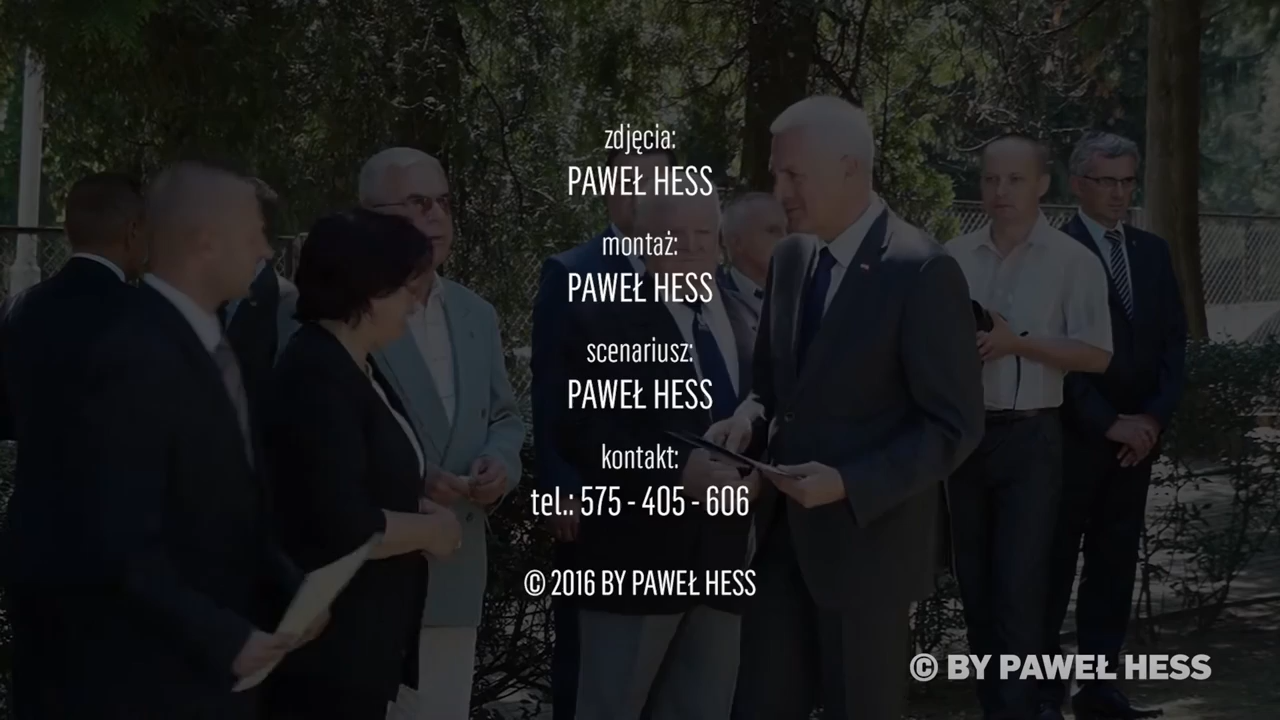 zdjęcia:
PAWEŁ HESS
montaż:
PAWEŁ HESS
scenariusz:
PAWEŁ HESS
kontakt:
tel.: 575 - 405 - 606
© 2016 BY PAWEŁ HESS
© BY PAWEŁ HESS